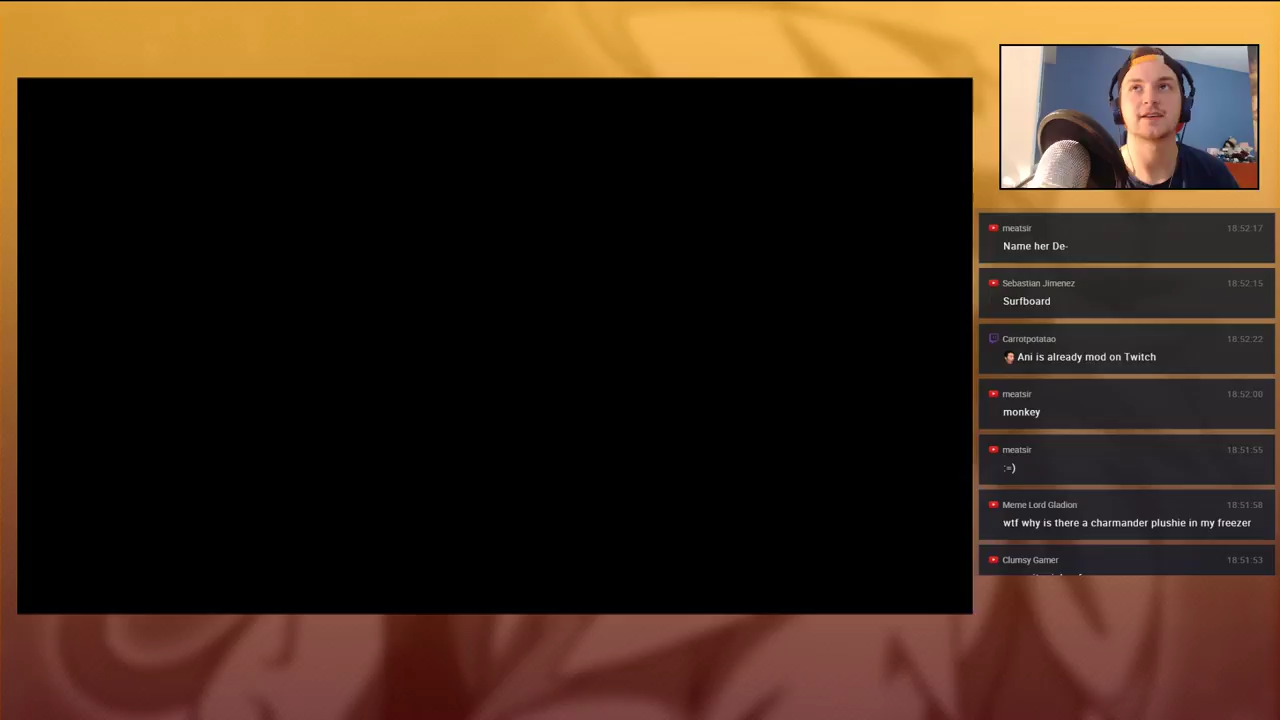 meatsir 18:52:17
Name her De-
Sebastian Jimenez 18:52:15
Surfboard
Carrotpotatao 18:52:22
Ani is already mod on Twitch
meatsir 18:52:00
monkey
meatsir 18:51:55
:=)
Meme Lord Gladion 18:51:58
wtf why is there a charmander plushie in my freezer
Clumsy Gamer 18:51:53